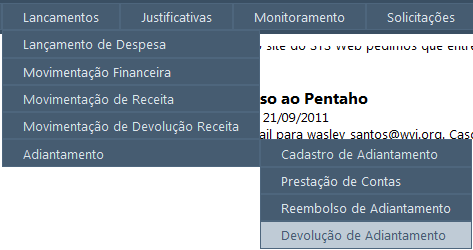 Lancamentos Justificativas Monitoramento Solicitações
Lançamento de Despesa
site do STS Web pedimos que entre
Movimentação Financeira
Movimentação de Receita
so ao Pentaho
21/09/2011
Movimentação de Devolução Receita
ail para waslev santos@wvi.org. Caso
Adiantamento
Cadastro de Adiantamento
Prestação de Contas
Reembolso de Adiantamento
Devolução de Adiantamento